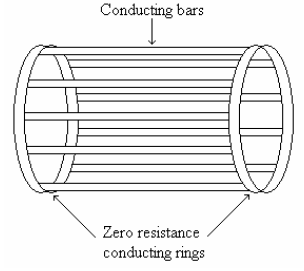 Conducting bars
Zero resistance
conducting rings